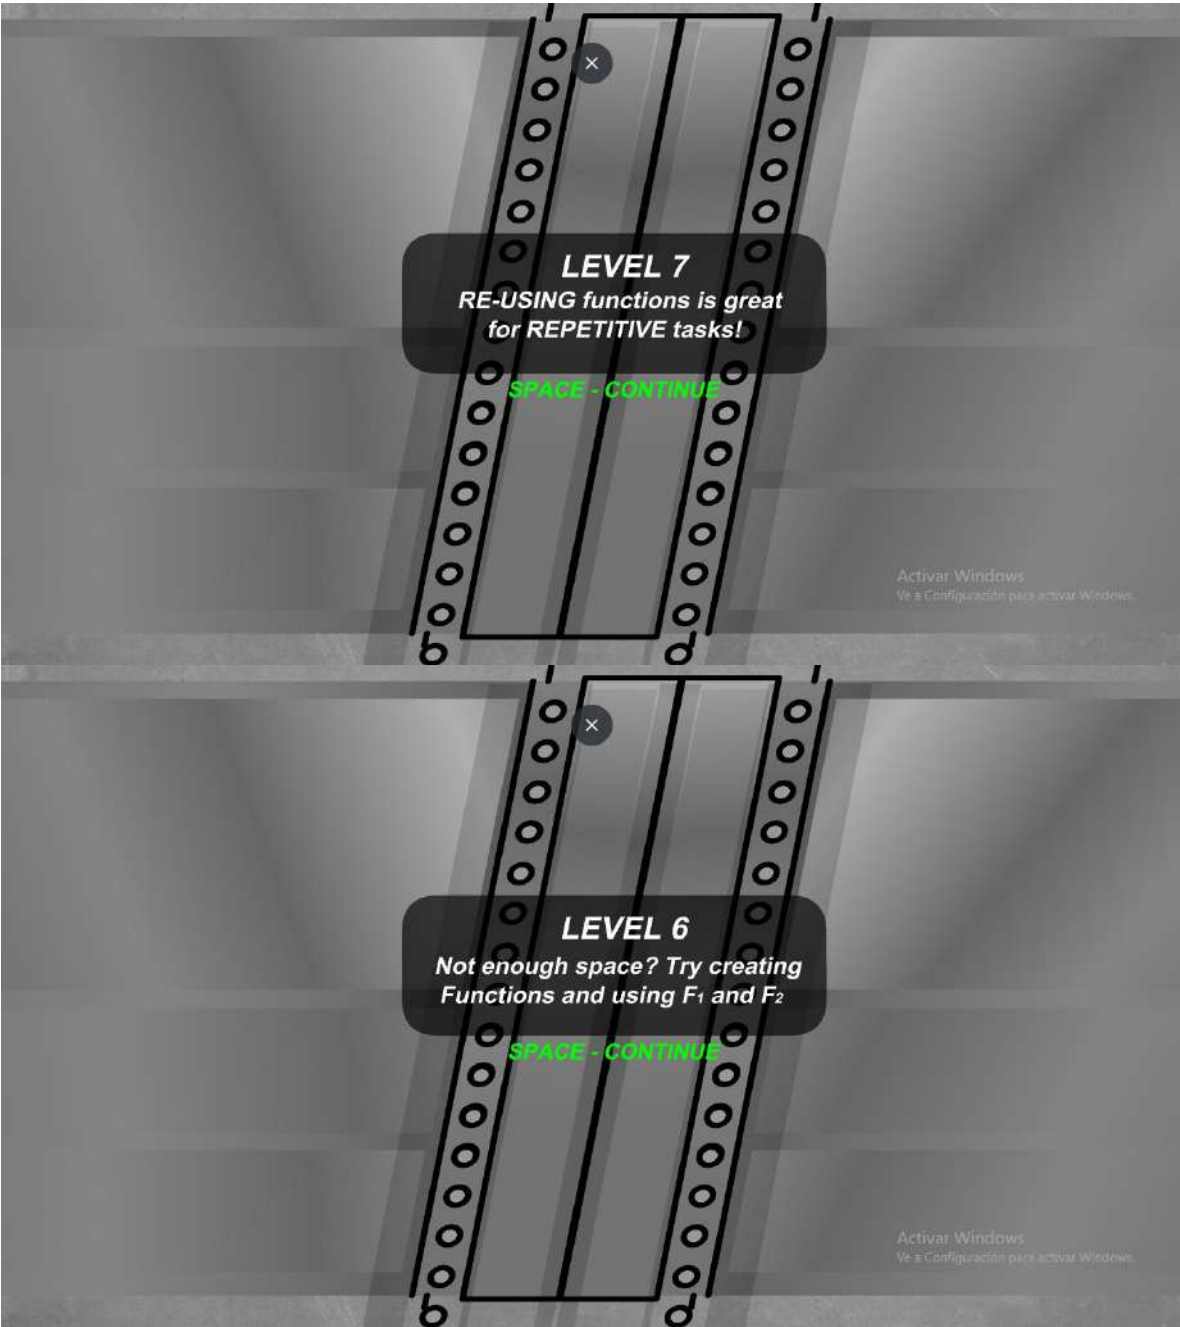 LEVEL 7
RE-USING functions is great
for REPETITIVE tasks!
SPACE - CONTINUE
Activar Windows
Ve a Configuración para activar Windows.
LEVEL 6
Not enough space? Try creating
Functions and using F₁ and F₂
SPACE - CONTINUE
Activar Windows
Ve a Configuración para activar Windows.